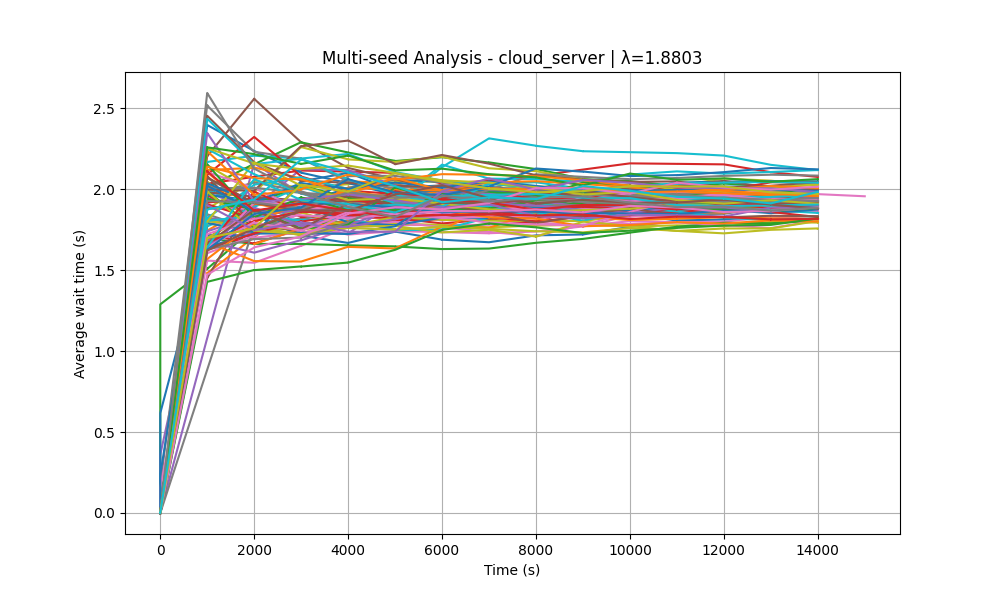 Multi-seed Analysis - cloud_server | λ=1.8803
Average wait time (s)
2.5
2.0
1.5
1.0
0.5
0.0
0 2000 4000 6000 8000 10000 12000 14000
Time (s)